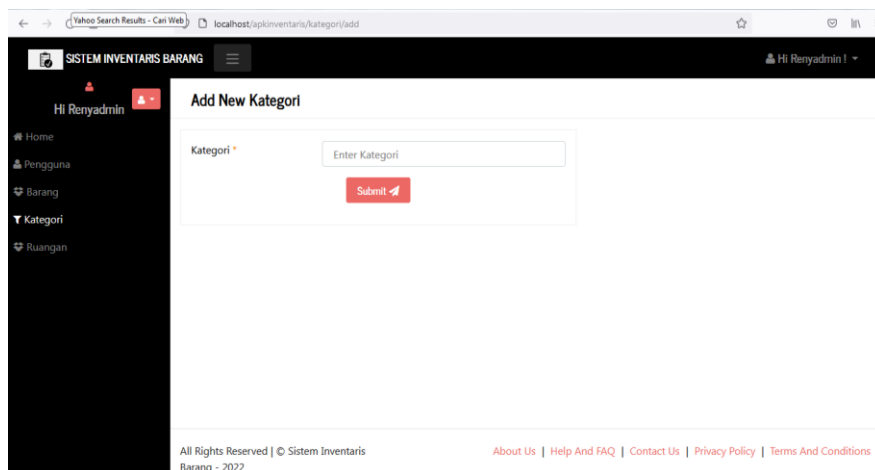 Yahoo Search Results - Cari Web
localhost/apkinventaris/kategori/add
SISTEM INVENTARIS BARANG
Hi Renyadmin !
Hi Renyadmin
Home
Pengguna
Barang
Kategori
Ruangan
Add New Kategori
Kategori *
Enter Kategori
Submit
All Rights Reserved | © Sistem Inventaris
Barang - 2022
About Us | Help And FAQ | Contact Us | Privacy Policy | Terms And Conditions